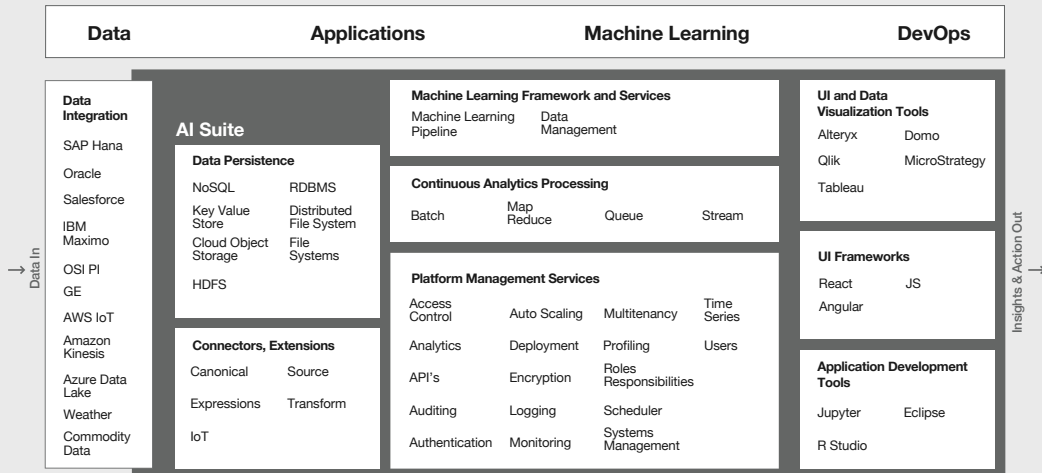 Data Applications Machine Learning DevOps
Data In
Data
Integration
SAP Hana
Oracle
Salesforce
IBM
Maximo
OSI PI
GE
AWS IoT
Amazon
Kinesis
Azure Data
Lake
Weather
Commodity
Data
AI Suite
Data Persistence
NoSQL RDBMS
Key Value
Store
Distributed
File System
Cloud Object
Storage
File
Systems
HDFS
Connectors, Extensions
Canonical Source
Expressions Transform
IoT
Machine Learning Framework and Services
Machine Learning
Pipeline
Data
Management
Continuous Analytics Processing
Batch
Map
Reduce
Queue
Stream
Platform Management Services
Access
Control
Auto Scaling
Multitenancy
Time
Series
Analytics Deployment Profiling Users
API's Encryption
Roles
Responsibilities
Auditing Logging Scheduler
Authentication Monitoring
Systems
Management
UI and Data
Visualization Tools
Alteryx Domo
Qlik MicroStrategy
Tableau
UI Frameworks
React JS
Angular
Application Development
Tools
Jupyter Eclipse
R Studio
Insights & Action Out